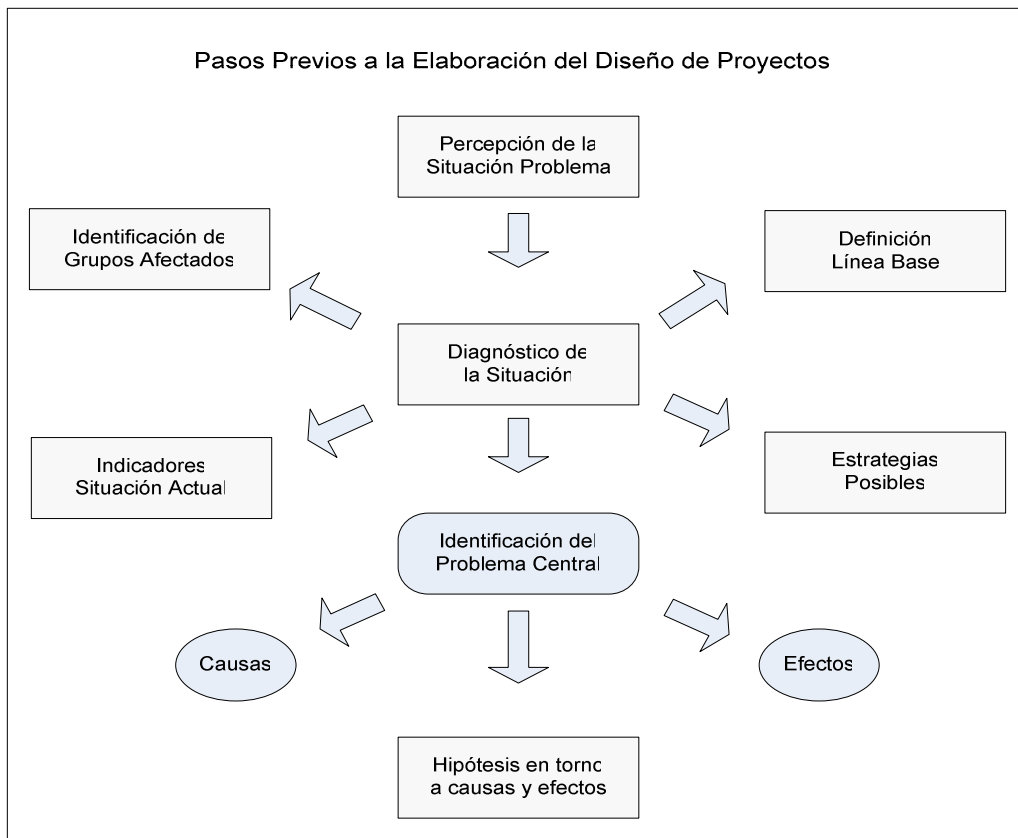 Pasos Previos a la Elaboración del Diseño de Proyectos
Percepción de la
Situación Problema
Identificación de
Grupos Afectados
Definición
Línea Base
Diagnóstico de
la Situación
Indicadores
Situación Actual
Estrategias
Posibles
Identificación del
Problema Central
Causas
Efectos
Hipótesis en torno
a causas y efectos